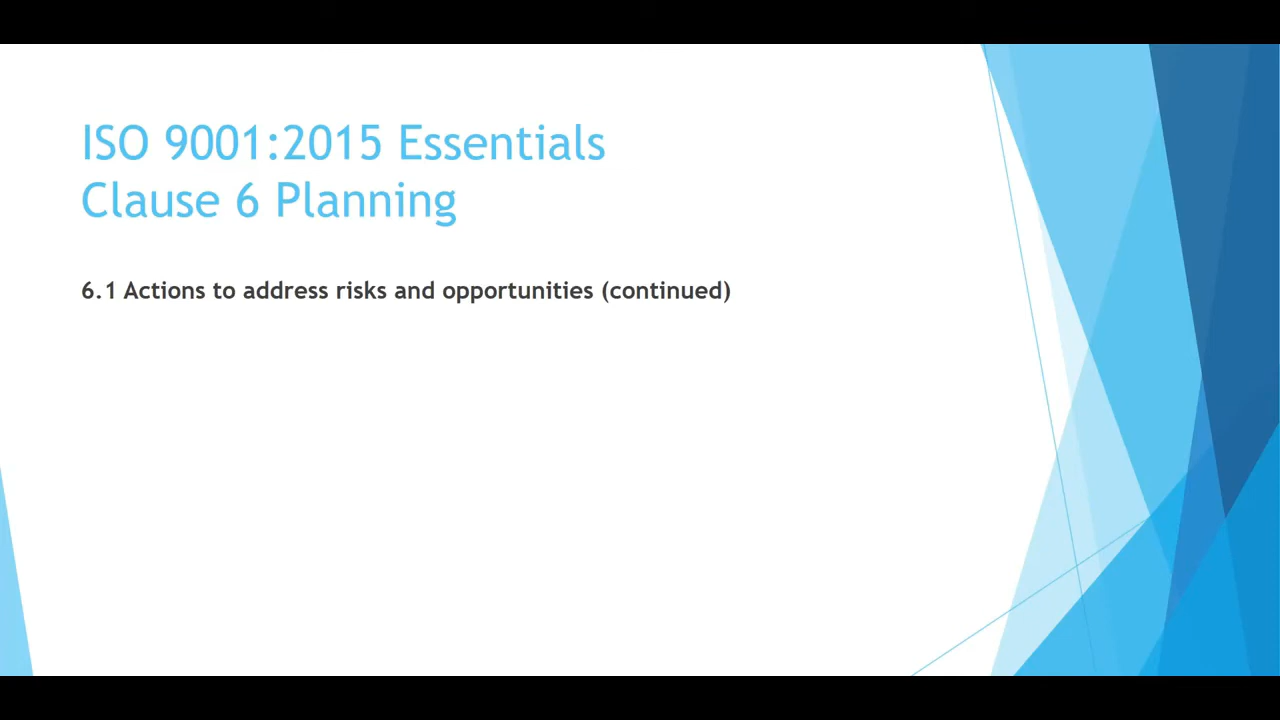 ISO 9001:2015 Essentials
Clause 6 Planning
6.1 Actions to address risks and opportunities (continued)